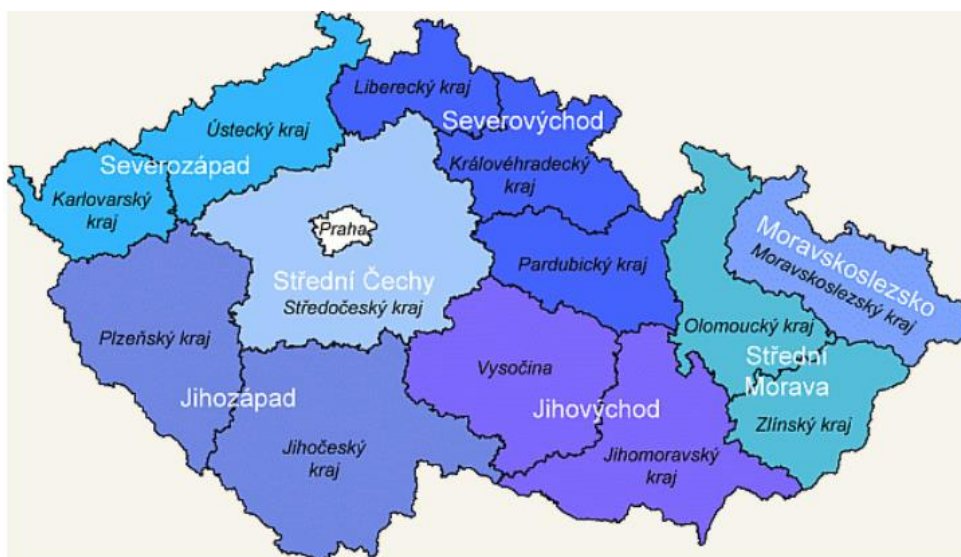 Liberecký kraj
Severovýchod
Ústecký kraj
Severozápad
Královéhradecký
kraj
Karlovarský
kraj
Praha
Moravskoslezsko
Moravskoslezský kraj
Pardubický kraj
Střední Čechy
Středočeský kraj
Olomoucký kraj
Plzeňský kraj
Vysočina
Střední
Morava
Jihozápad
Jihovýchod
Zlínský kraj
Jihočeský
kraj
Jihomoravský
kraj